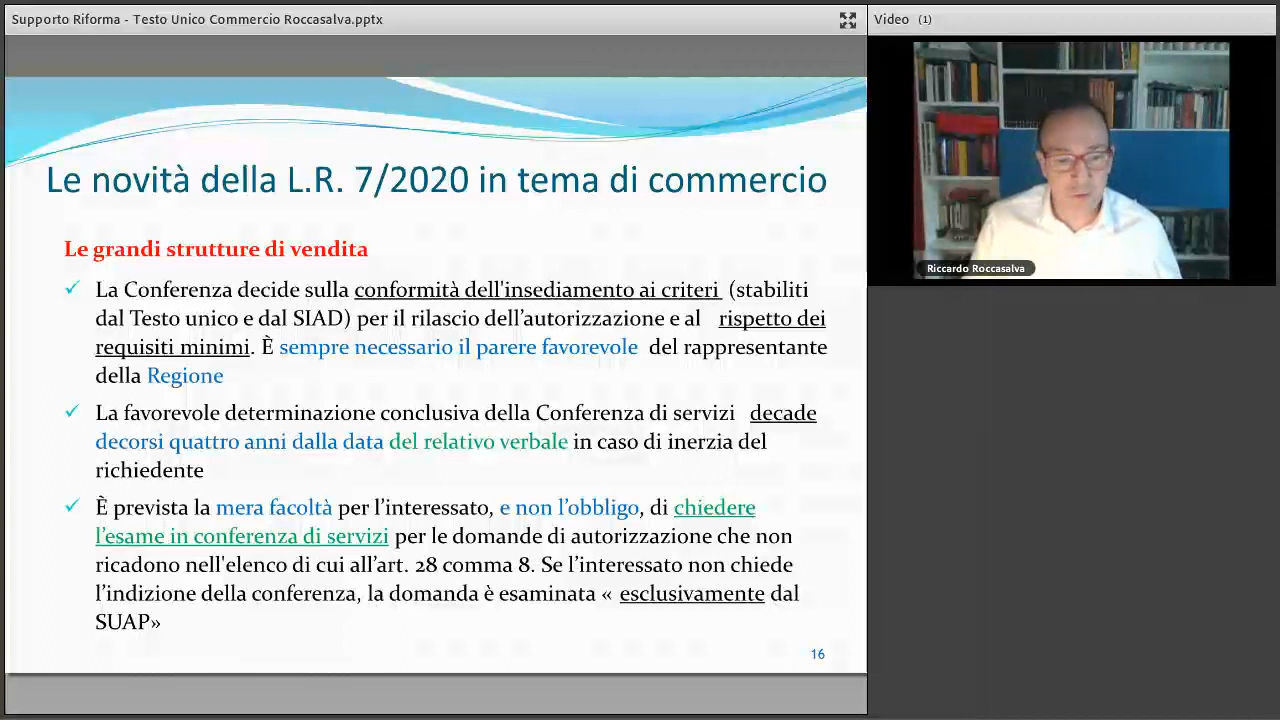 Supporto Riforma - Testo Unico Commercio Roccasalva.pptx
Video (1)
Le novità della L.R. 7/2020 in tema di commercio
Le grandi strutture di vendita
✓ La Conferenza decide sulla conformità dell'insediamento ai criteri (stabiliti
dal Testo unico e dal SIAD) per il rilascio dell’autorizzazione e al rispetto dei
requisiti minimi. È sempre necessario il parere favorevole del rappresentante
della Regione
✓ La favorevole determinazione conclusiva della Conferenza di servizi decade
decorsi quattro anni dalla data del relativo verbale in caso di inerzia del
richiedente
✓ È prevista la mera facoltà per l’interessato, e non l’obbligo, di chiedere
l’esame in conferenza di servizi per le domande di autorizzazione che non
ricadono nell'elenco di cui all’art. 28 comma 8. Se l’interessato non chiede
l’indizione della conferenza, la domanda è esaminata « esclusivamente dal
SUAP»
16
Riccardo Roccasalva